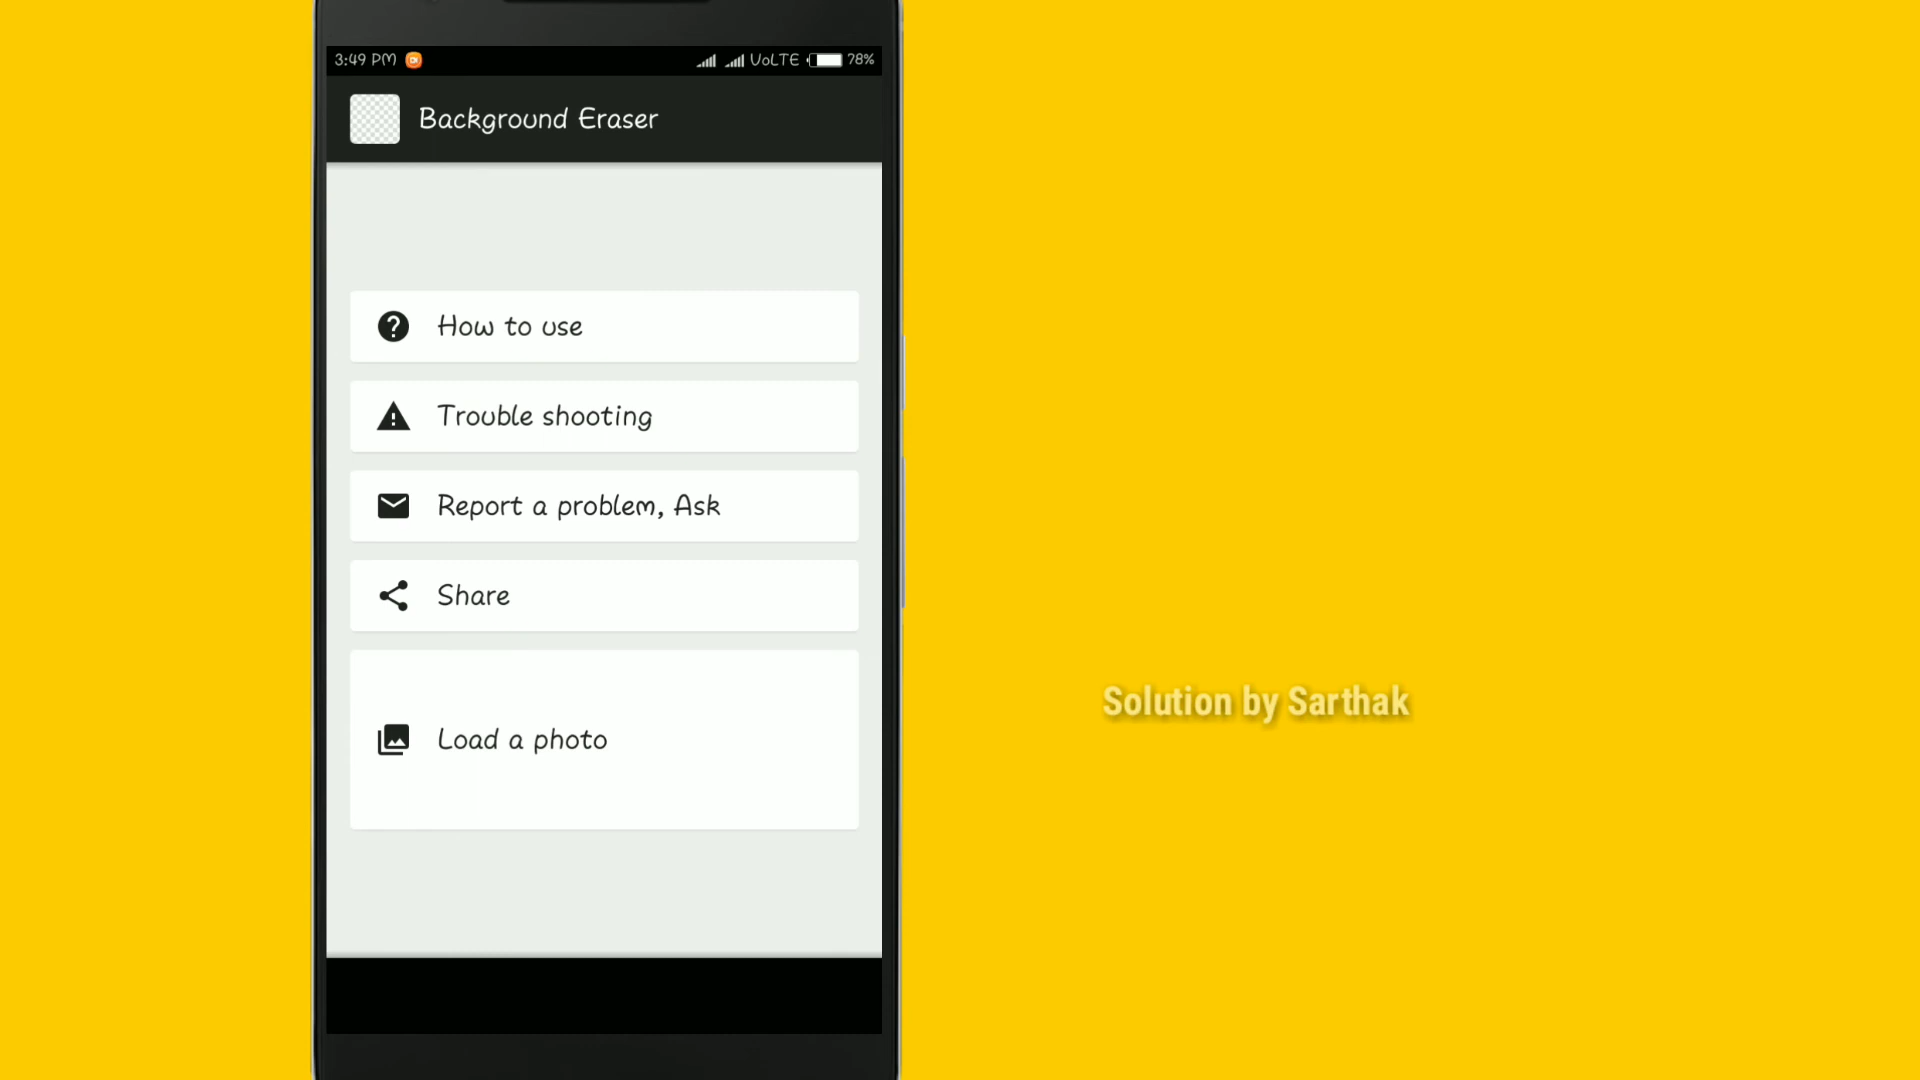 3:49 PM VoLTE 78%
Background Eraser
How to use
Trouble shooting
Report a problem, Ask
Share
Load a photo
Solution by Sarthak